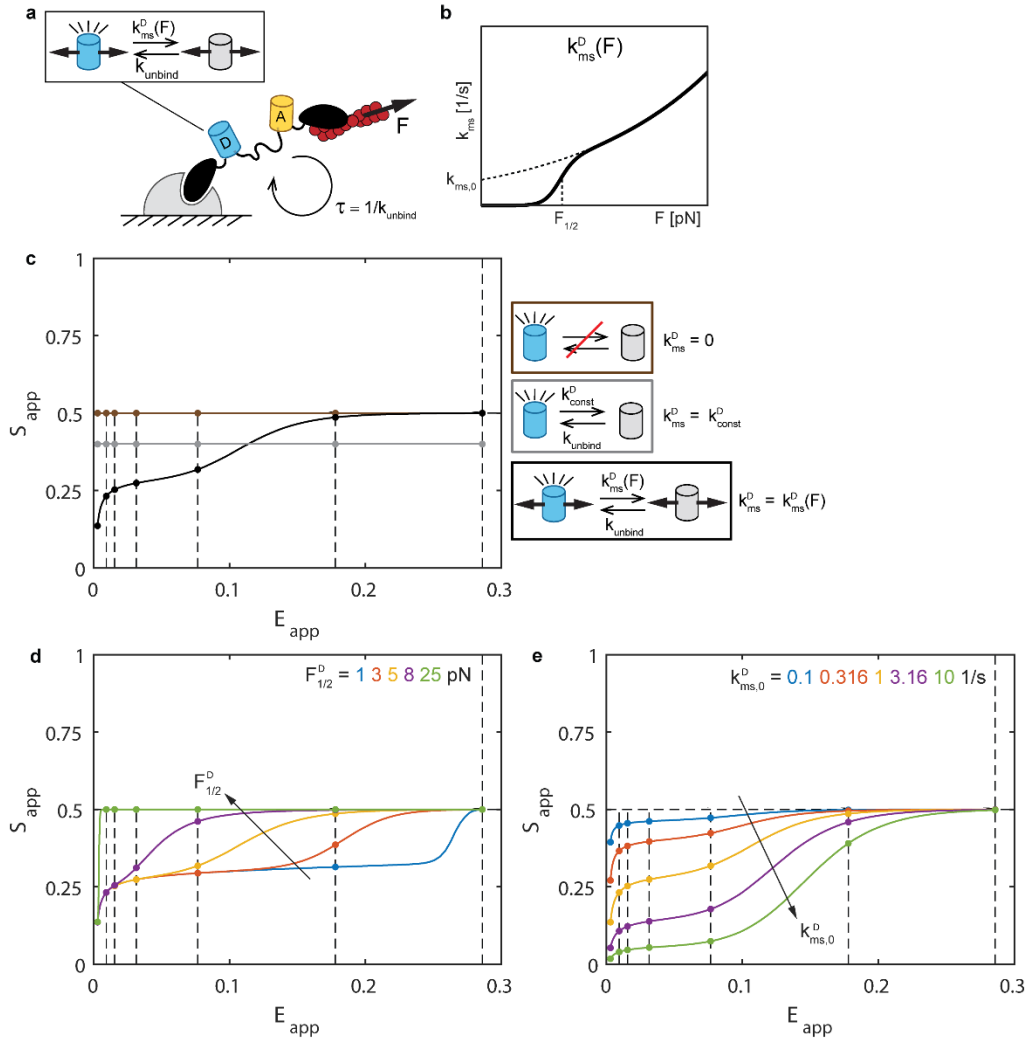 a
k^D_ms(F)
k_unbind
D
A
F
τ = 1/k_unbind
b
k^D_ms(F)
k_ms [1/s]
k_ms,0
F_1/2
F [pN]
c
S_app
1
0.75
0.5
0.25
0
0 0.1 0.2 0.3
E_app
k^D_ms = 0
k^D_const
k_unbind
k^D_ms = k^D_const
k^D_ms(F)
k_unbind
k^D_ms = k^D_ms(F)
d
F^D_1/2 = 1 3 5 8 25 pN
F^D_1/2
S_app
1
0.75
0.5
0.25
0
0 0.1 0.2 0.3
E_app
e
k^D_ms,0 = 0.1 0.316 1 3.16 10 1/s
k^D_ms,0
S_app
1
0.75
0.5
0.25
0
0 0.1 0.2 0.3
E_app